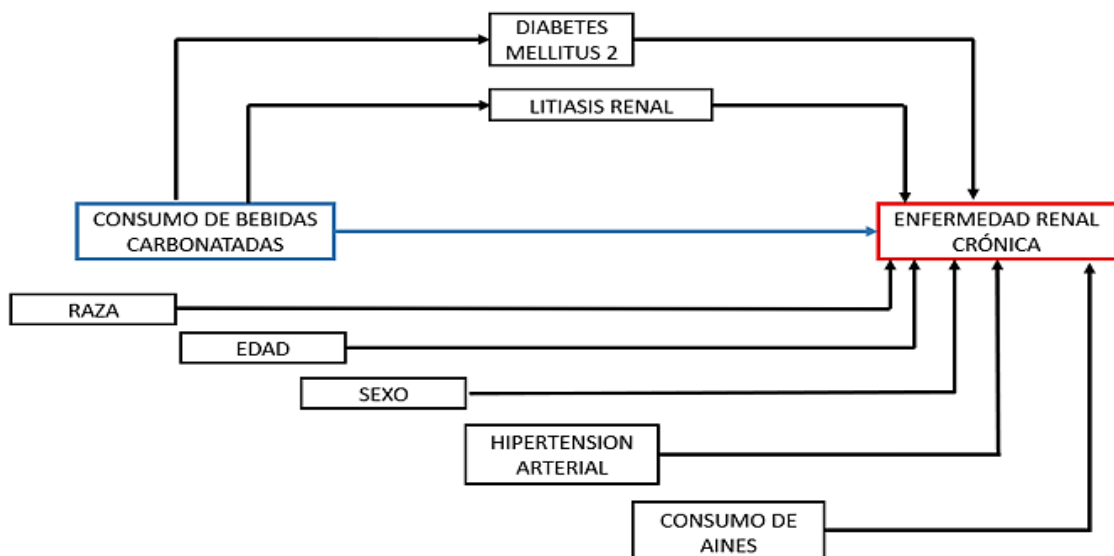 DIABETES
MELLITUS 2
LITIASIS RENAL
CONSUMO DE BEBIDAS
CARBONATADAS
ENFERMEDAD RENAL
CRÓNICA
RAZA
EDAD
SEXO
HIPERTENSION
ARTERIAL
CONSUMO DE
AINES